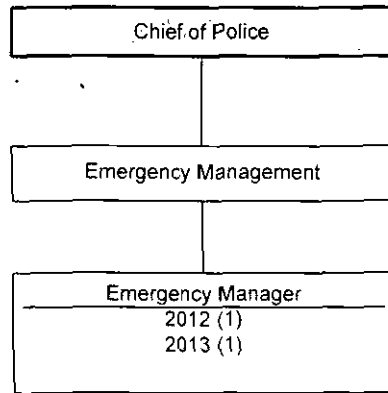 Chief of Police
Emergency Management
Emergency Manager
2012 (1)
2013 (1)